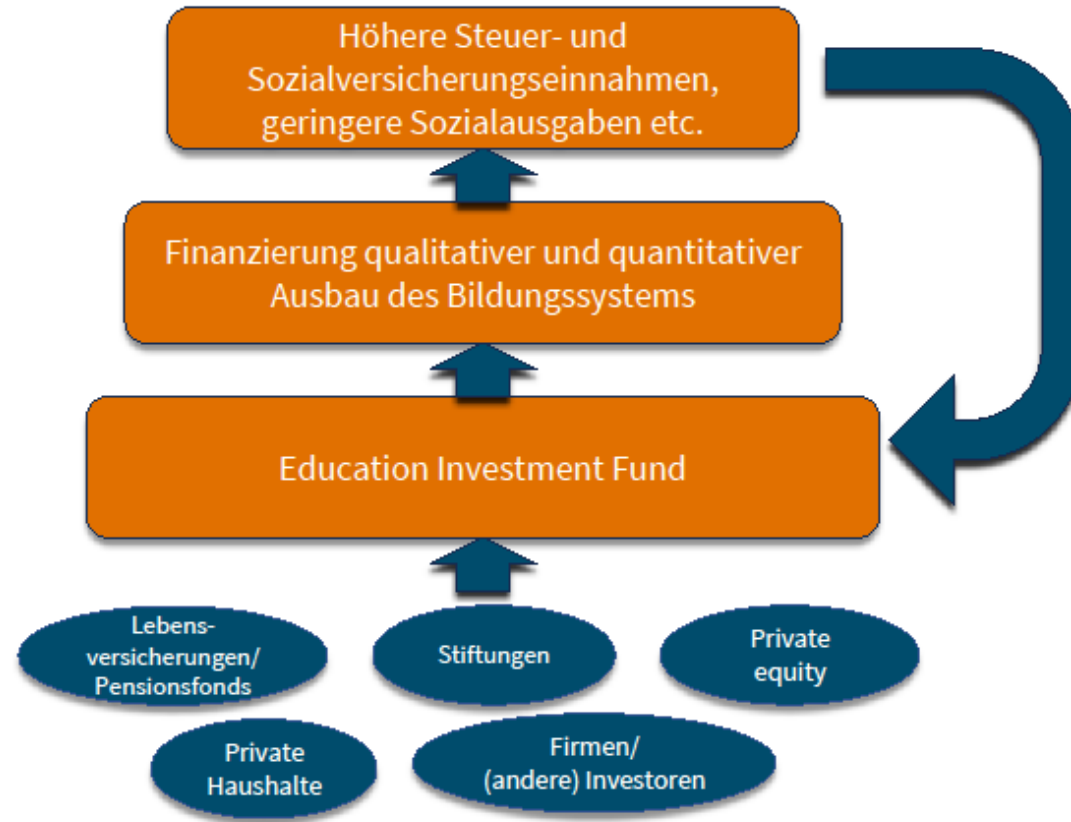 Höhere Steuer- und
Sozialversicherungseinnahmen,
geringere Sozialausgaben etc.
Finanzierung qualitativer und quantitativer
Ausbau des Bildungssystems
Education Investment Fund
Lebens-
versicherungen/
Pensionsfonds
Stiftungen
Private
equity
Private
Haushalte
Firmen/
(andere) Investoren